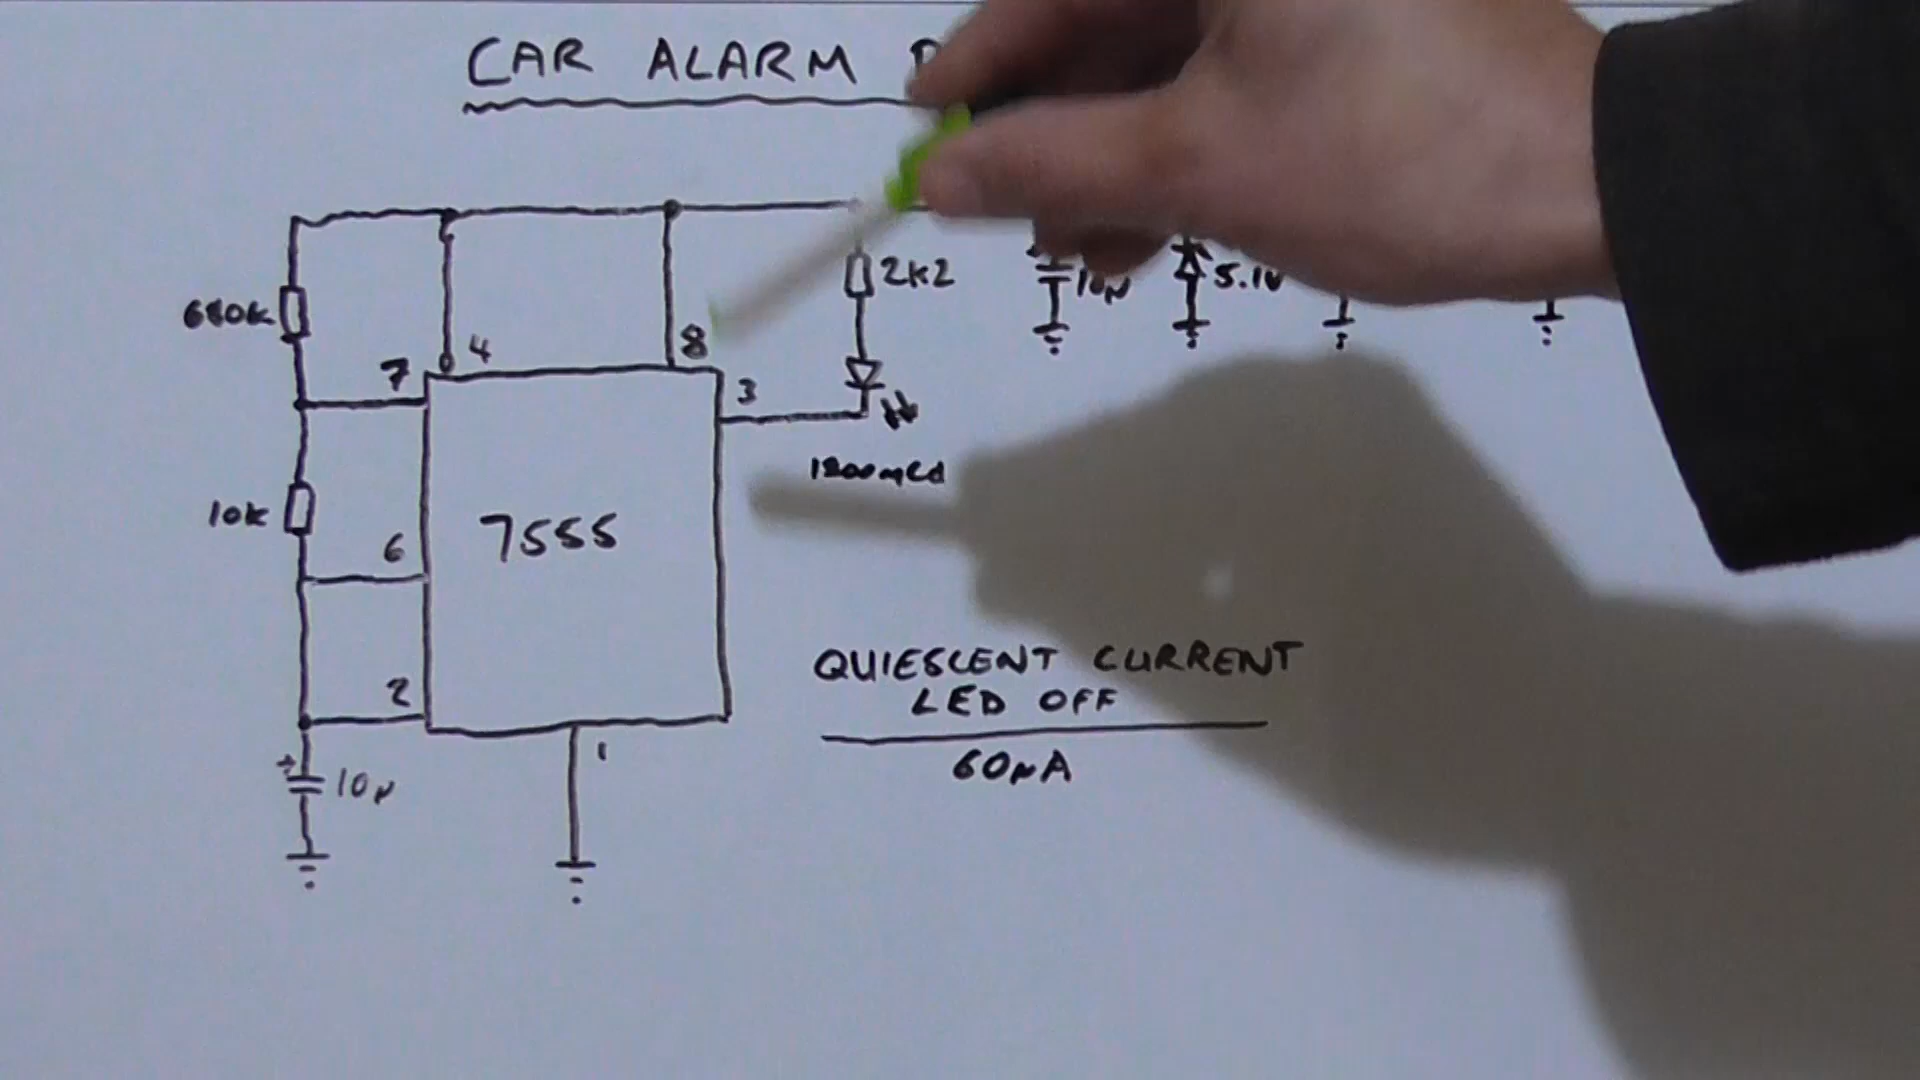 CAR ALARM
680k
7
4
8
3
2k2
10µ
5.1V
10k
6
7555
1800mcd
2
QUIESCENT CURRENT
LED OFF
60µA
1
+
10µ